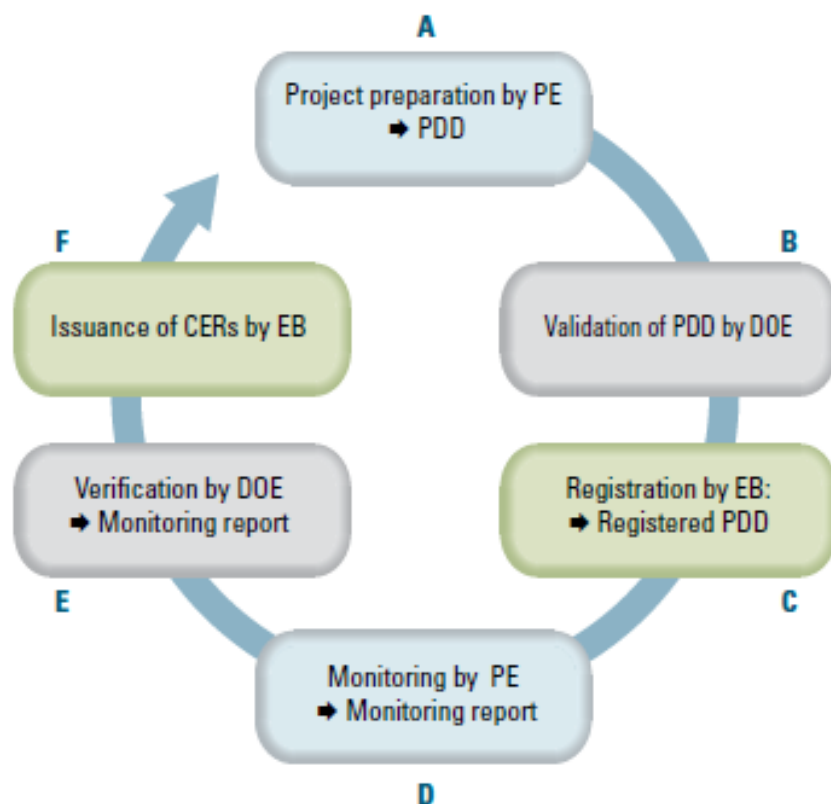 A
Project preparation by PE
➡ PDD
B
Validation of PDD by DOE
Registration by EB:
➡ Registered PDD
C
Monitoring by PE
➡ Monitoring report
D
Verification by DOE
➡ Monitoring report
E
F
Issuance of CERs by EB